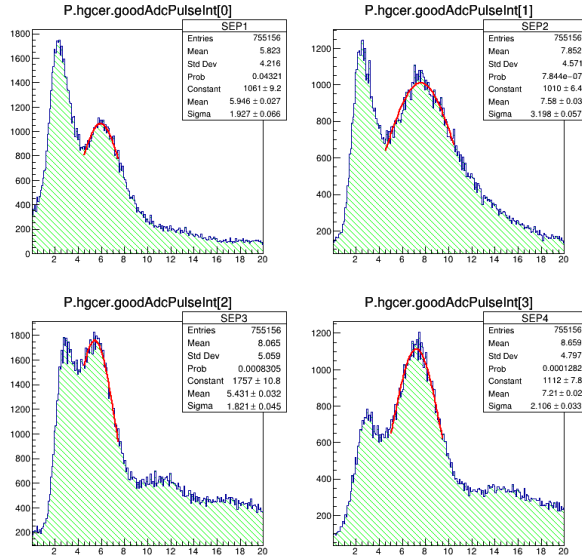 P.hgcer.goodAdcPulseInt[0]
SEP1
Entries 755156
Mean 5.823
Std Dev 4.216
Prob 0.04321
Constant 1061 ± 9.2
Mean 5.946 ± 0.027
Sigma 1.927 ± 0.066
1800
1600
1400
1200
1000
800
600
400
200
0
2 4 6 8 10 12 14 16 18 20
P.hgcer.goodAdcPulseInt[1]
SEP2
Entries 755156
Mean 7.852
Std Dev 4.571
Prob 7.844e-07
Constant 1010 ± 6.4
Mean 7.58 ± 0.03
Sigma 3.198 ± 0.057
1200
1000
800
600
400
200
0 2 4 6 8 10 12 14 16 18 20
P.hgcer.goodAdcPulseInt[2]
SEP3
Entries 755156
Mean 8.065
Std Dev 5.059
Prob 0.0008305
Constant 1757 ± 10.8
Mean 5.431 ± 0.032
Sigma 1.821 ± 0.045
1800
1600
1400
1200
1000
800
600
400
200
2 4 6 8 10 12 14 16 18 20
P.hgcer.goodAdcPulseInt[3]
SEP4
Entries 755156
Mean 8.659
Std Dev 4.797
Prob 0.0001282
Constant 1112 ± 7.8
Mean 7.21 ± 0.02
Sigma 2.106 ± 0.033
1200
1000
800
600
400
200
0 2 4 6 8 10 12 14 16 18 20